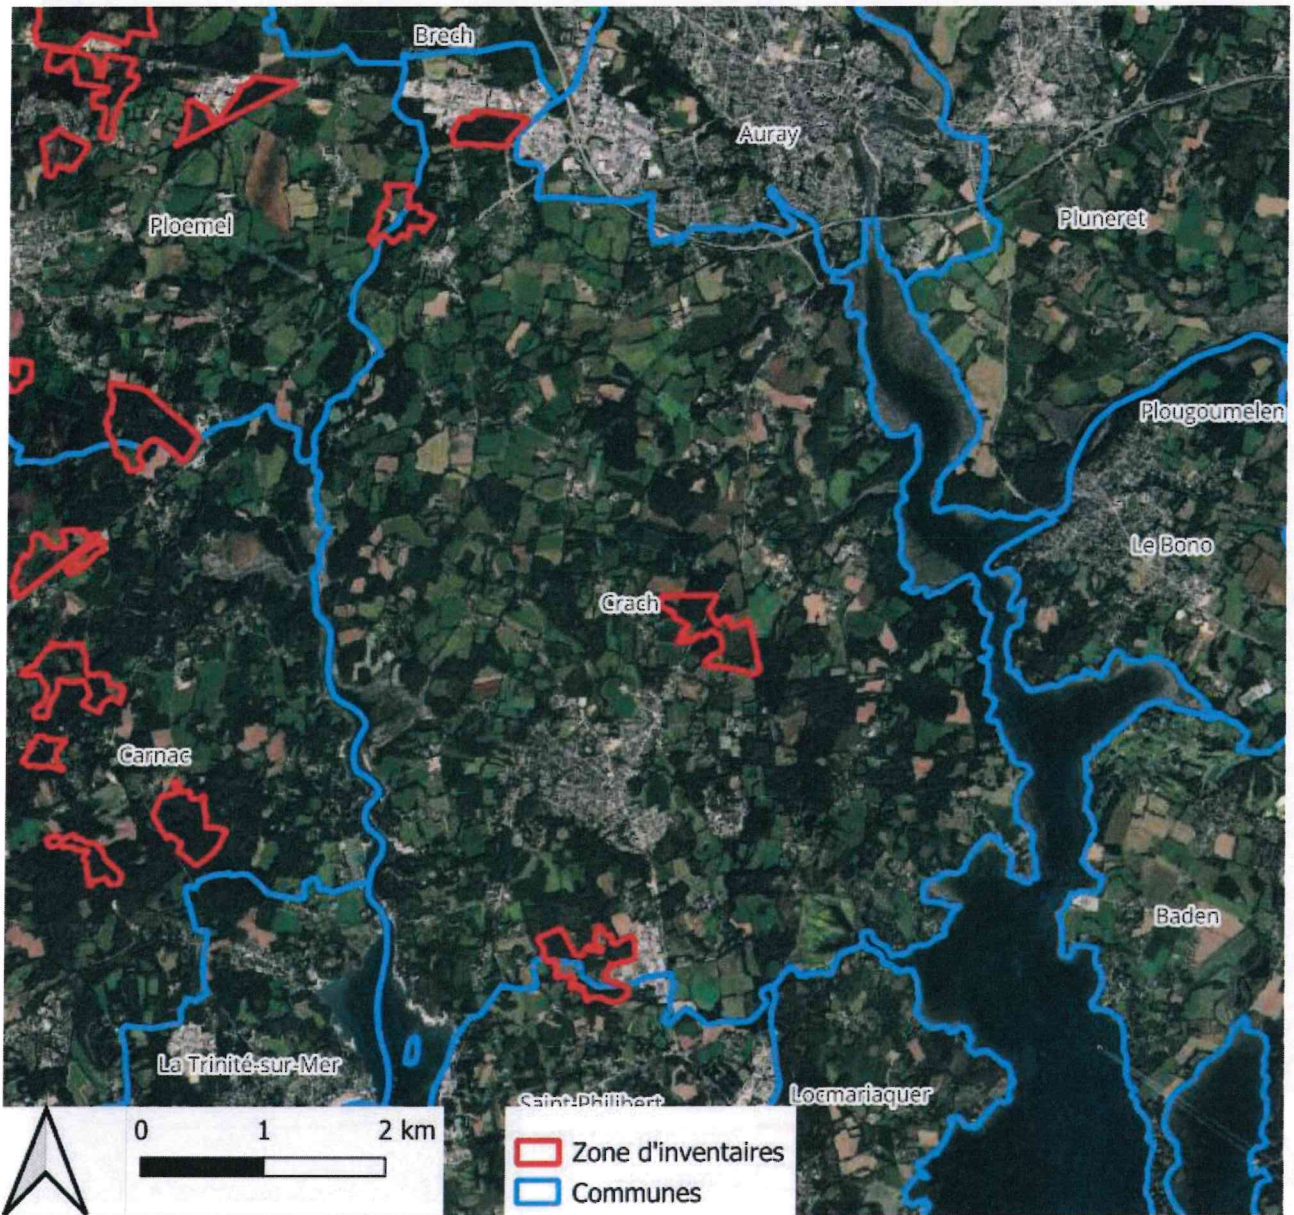 Brech
Auray
Ploemel
Pluneret
Plougoumelen
Le Bono
Crach
Carnac
Baden
La Trinité-sur-Mer
Locmariaquer
Saint-Philibert
0 1 2 km
Zone d'inventaires
Communes